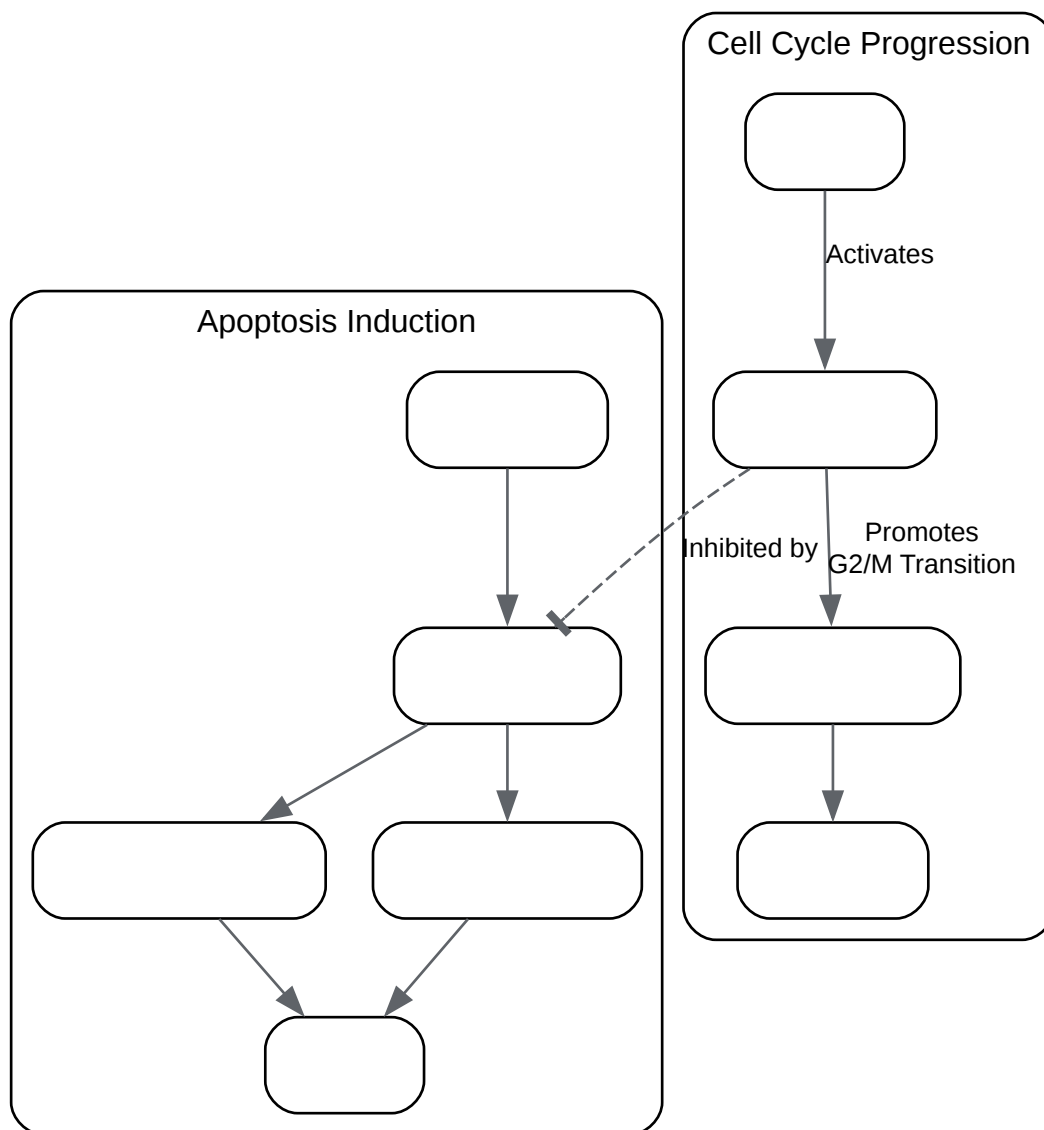 Cell Cycle Progression
Activates
Apoptosis Induction
Inhibited by
Promotes
G2/M Transition